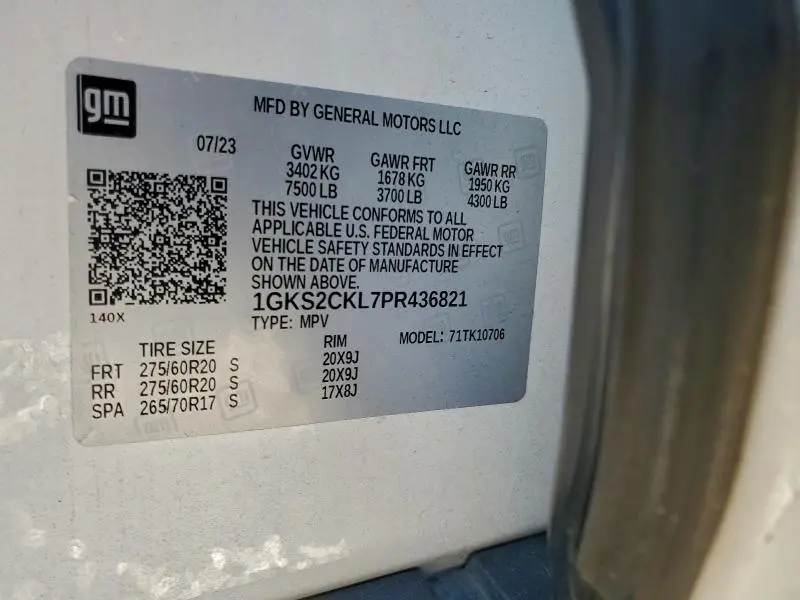 gm
MFD BY GENERAL MOTORS LLC
07/23
GVWR GAWR FRT GAWR RR
3402 KG 1678 KG 1950 KG
7500 LB 3700 LB 4300 LB
THIS VEHICLE CONFORMS TO ALL
APPLICABLE U.S. FEDERAL MOTOR
VEHICLE SAFETY STANDARDS IN EFFECT
ON THE DATE OF MANUFACTURE
SHOWN ABOVE.
1GKS2CKL7PR436821
140X
TYPE: MPV MODEL: 71TK10706
TIRE SIZE RIM
FRT 275/60R20 S 20X9J
RR 275/60R20 S 20X9J
SPA 265/70R17 S 17X8J